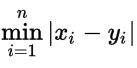 $\min_{i=1}^{n} |x_i - y_i|$